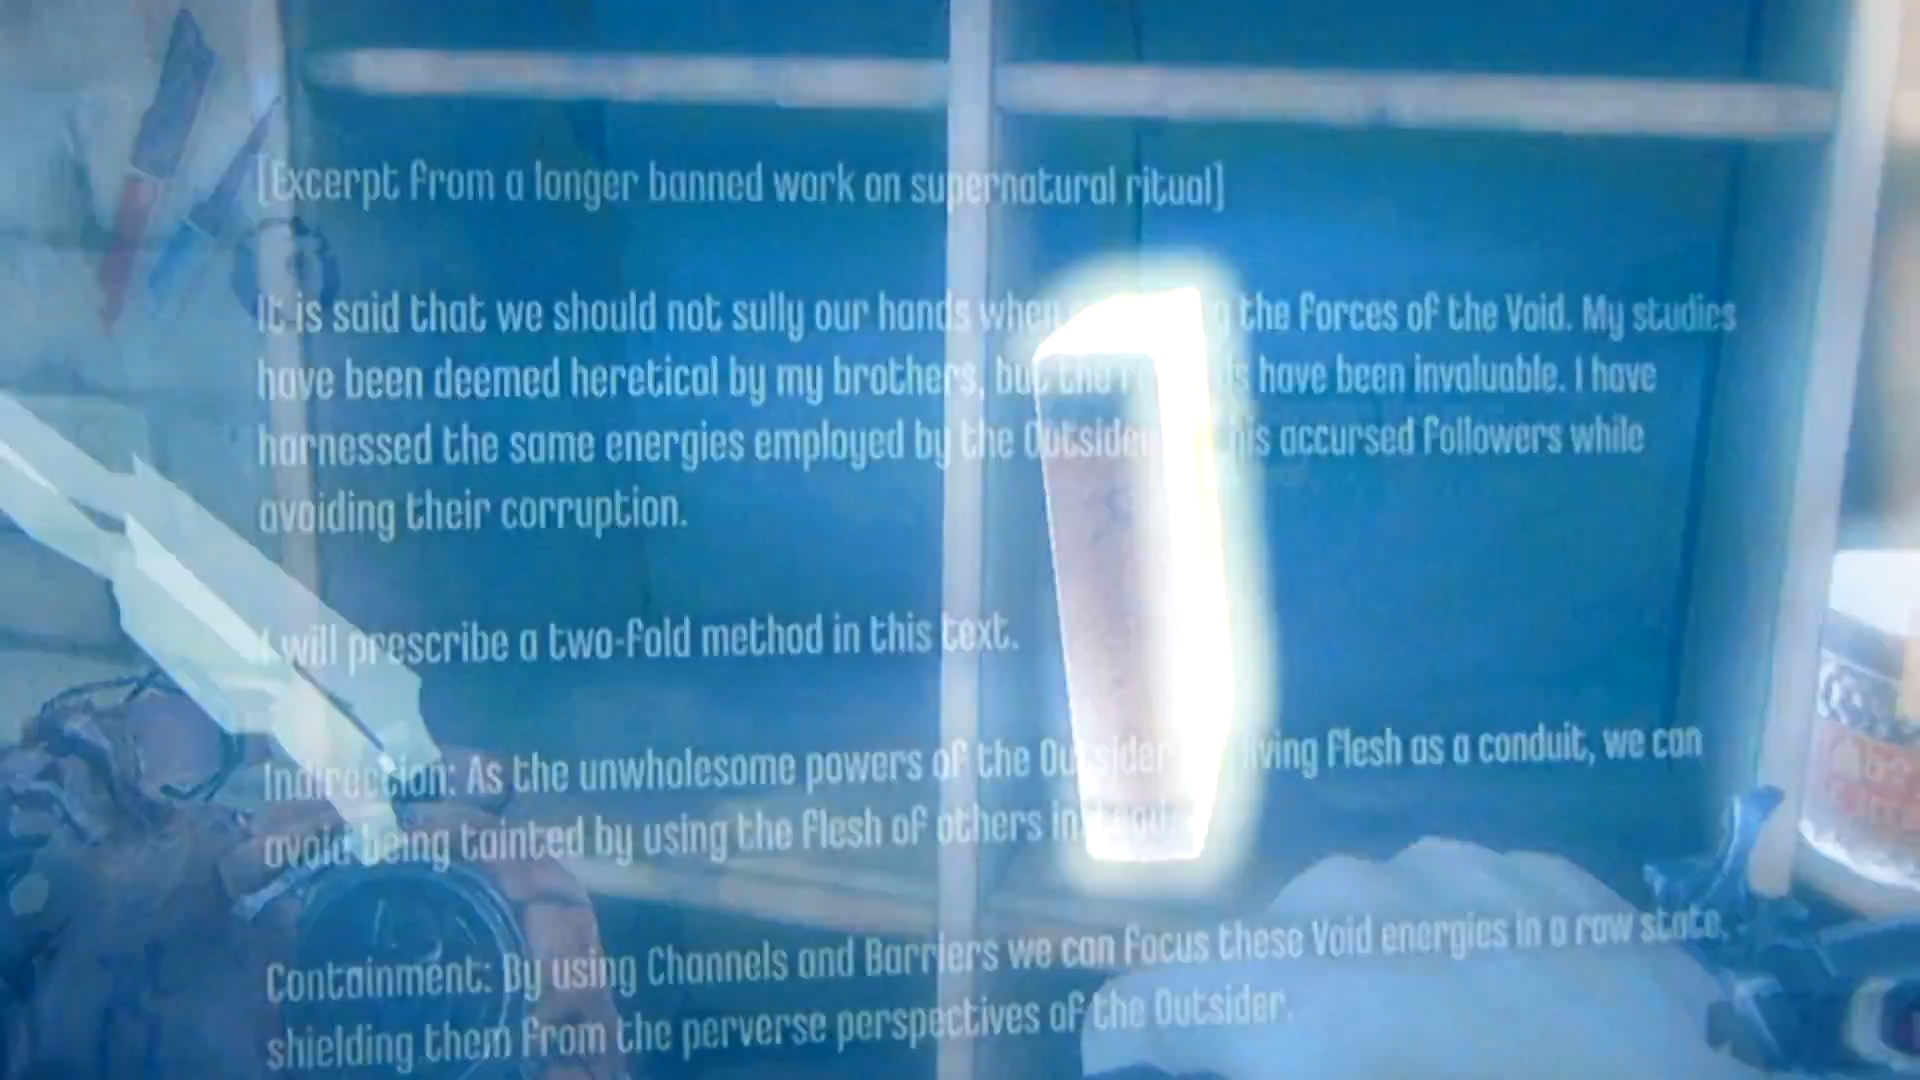 [Excerpt from a longer banned work on supernatural ritual]
It is said that we should not sully our hands when the forces of the Void. My studies
have been deemed heretical by my brothers, but the have been invaluable. I have
harnessed the same energies employed by the Outsider his accursed followers while
avoiding their corruption.
I will prescribe a two-fold method in this text.
Indirection: As the unwholesome powers of the Outsider living flesh as a conduit, we can
avoid being tainted by using the flesh of others
Containment: By using Channels and Barriers we can focus these Void energies in a raw state,
shielding them from the perverse perspectives of the Outsider.